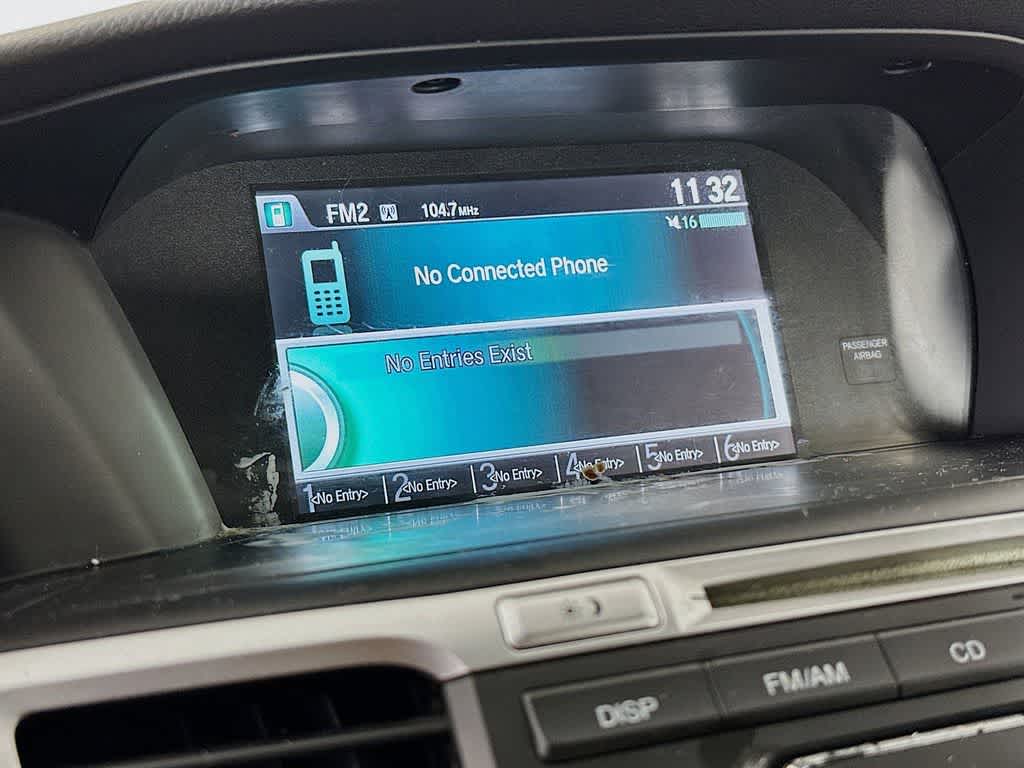 FM2 104.7 MHz 11 32
16
No Connected Phone
No Entries Exist
1 <No Entry> 2 <No Entry> 3 <No Entry> 4 <No Entry> 5 <No Entry> 6 <No Entry>
PASSENGER
AIRBAG
DISP FM/AM CD